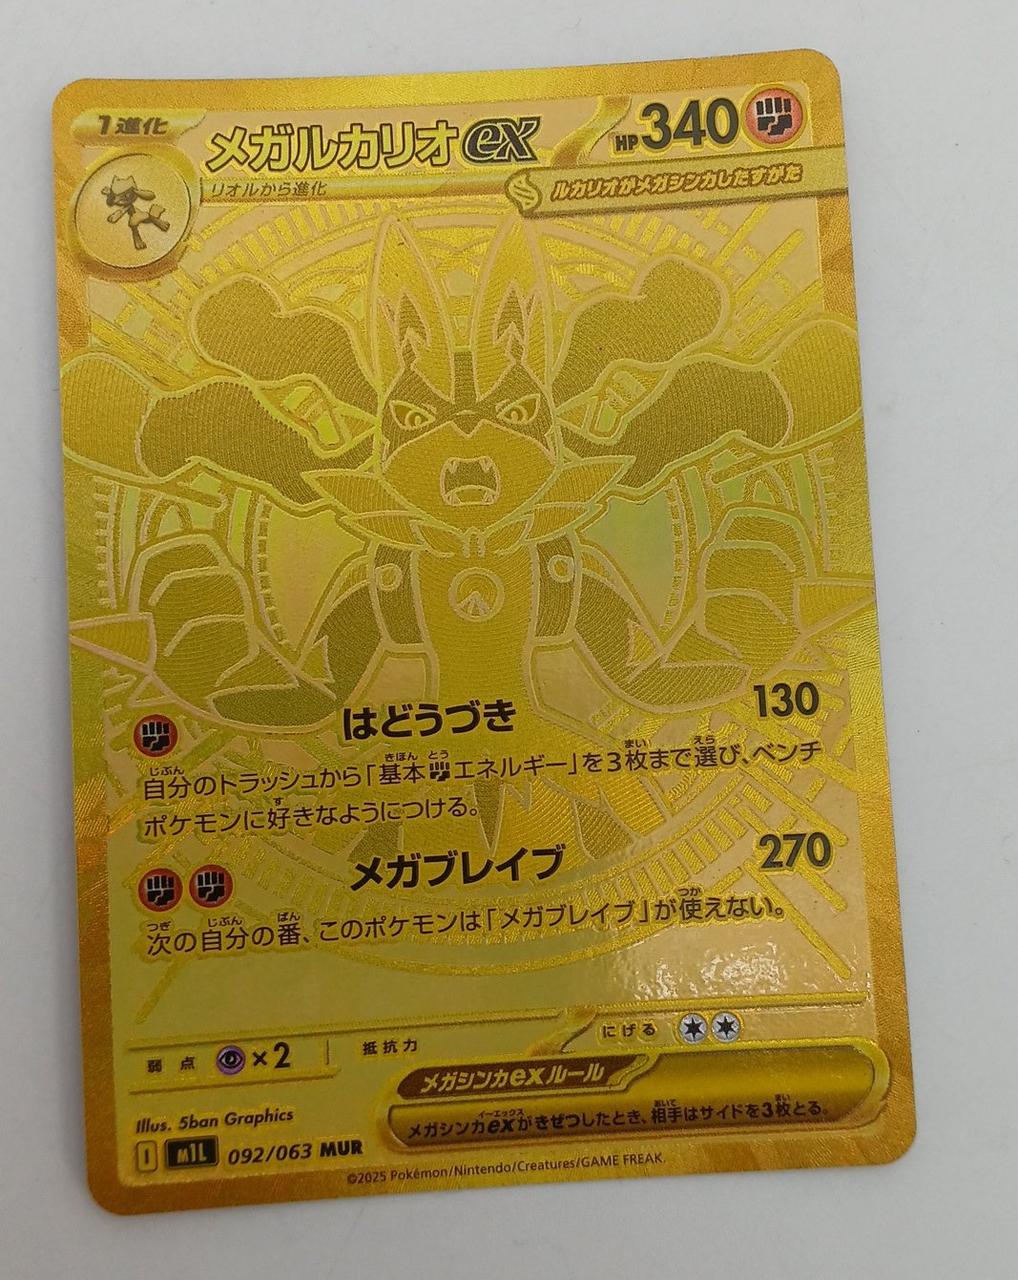 1進化
メガルカリオex
HP340
リオルから進化
ルカリオがメガシンカしたすがた
はどうづき 130
自分のトラッシュから「基本エネルギー」を3枚まで選び、ベンチ
ポケモンに好きなようにつける。
メガブレイブ 270
次の自分の番、このポケモンは「メガブレイブ」が使えない。
弱点 ×2 抵抗力 にげる
メガシンカexルール
メガシンカexがきぜつしたとき、相手はサイドを3枚とる。
Illus. 5ban Graphics
I M1L 092/063 MUR
©2025 Pokémon/Nintendo/Creatures/GAME FREAK.